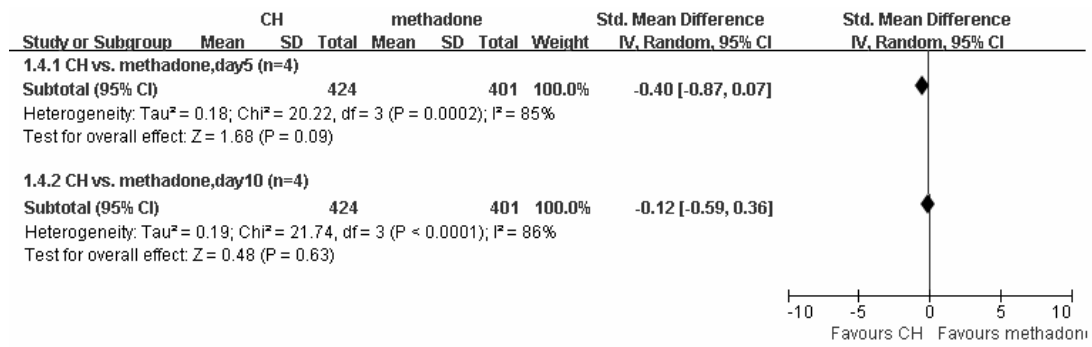 CH methadone Std. Mean Difference Std. Mean Difference
Study or Subgroup Mean SD Total Mean SD Total Weight IV, Random, 95% CI IV, Random, 95% CI
1.4.1 CH vs. methadone,day5 (n=4)
Subtotal (95% CI) 424 401 100.0% -0.40 [-0.87, 0.07]
Heterogeneity: Tau² = 0.18; Chi² = 20.22, df = 3 (P = 0.0002); I² = 85%
Test for overall effect: Z = 1.68 (P = 0.09)
1.4.2 CH vs. methadone,day10 (n=4)
Subtotal (95% CI) 424 401 100.0% -0.12 [-0.59, 0.36]
Heterogeneity: Tau² = 0.19; Chi² = 21.74, df = 3 (P < 0.0001); I² = 86%
Test for overall effect: Z = 0.48 (P = 0.63)
-10 -5 0 5 10
Favours CH Favours methadon